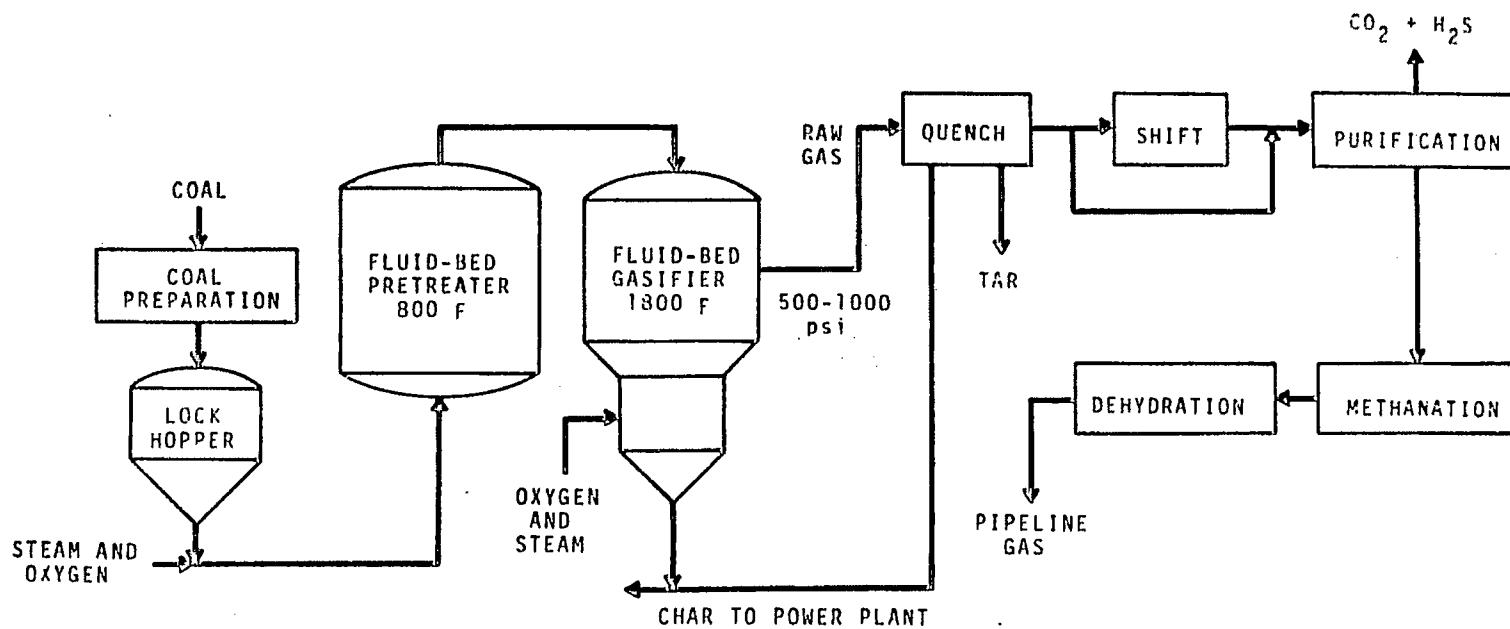 COAL
COAL
PREPARATION
LOCK
HOPPER
STEAM AND
OXYGEN
FLUID-BED
PRETREATER
800 F
FLUID-BED
GASIFIER
1800 F
OXYGEN
AND
STEAM
RAW
GAS
500-1000
psi
CHAR TO POWER PLANT
QUENCH
TAR
SHIFT
CO₂ + H₂S
PURIFICATION
METHANATION
DEHYDRATION
PIPELINE
GAS